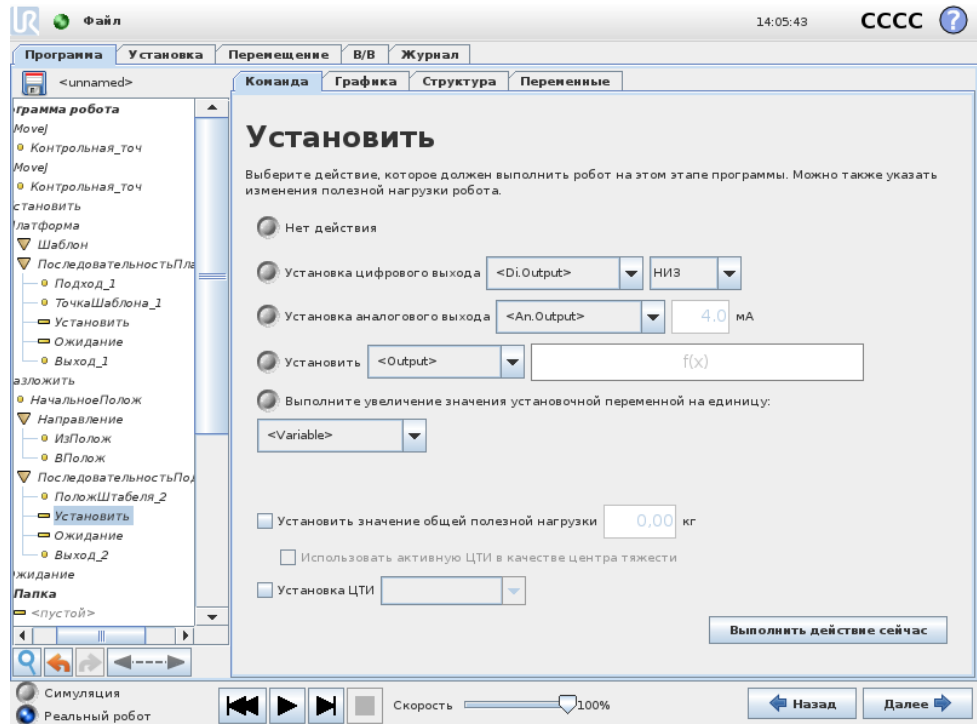 UR Файл 14:05:43 CCCC ?
Программа Установка Перемещение В/В Журнал
<unnamed>
Команда Графика Структура Переменные
грамма робота
MoveJ
Контрольная_точ
MoveJ
Контрольная_точ
становить
латформа
Шаблон
ПоследовательностьПла
Подход_1
ТочкаШаблона_1
Установить
Ожидание
Выход_1
азложить
НачальноеПолож
Направление
ИзПолож
ВПолож
ПоследовательностьПод
ПоложШтабеля_2
Установить
Ожидание
Выход_2
жидание
Папка
<пустой>
Установить
Выберите действие, которое должен выполнить робот на этом этапе программы. Можно также указать
изменения полезной нагрузки робота.
Нет действия
Установка цифрового выхода <Di.Output> НИЗ
Установка аналогового выхода <An.Output> 4.0 мА
Установить <Output> f(x)
Выполните увеличение значения установочной переменной на единицу:
<Variable>
Установить значение общей полезной нагрузки 0,00 кг
Использовать активную ЦТИ в качестве центра тяжести
Установка ЦТИ
Выполнить действие сейчас
Симуляция
Реальный робот
Скорость 100%
Назад Далее